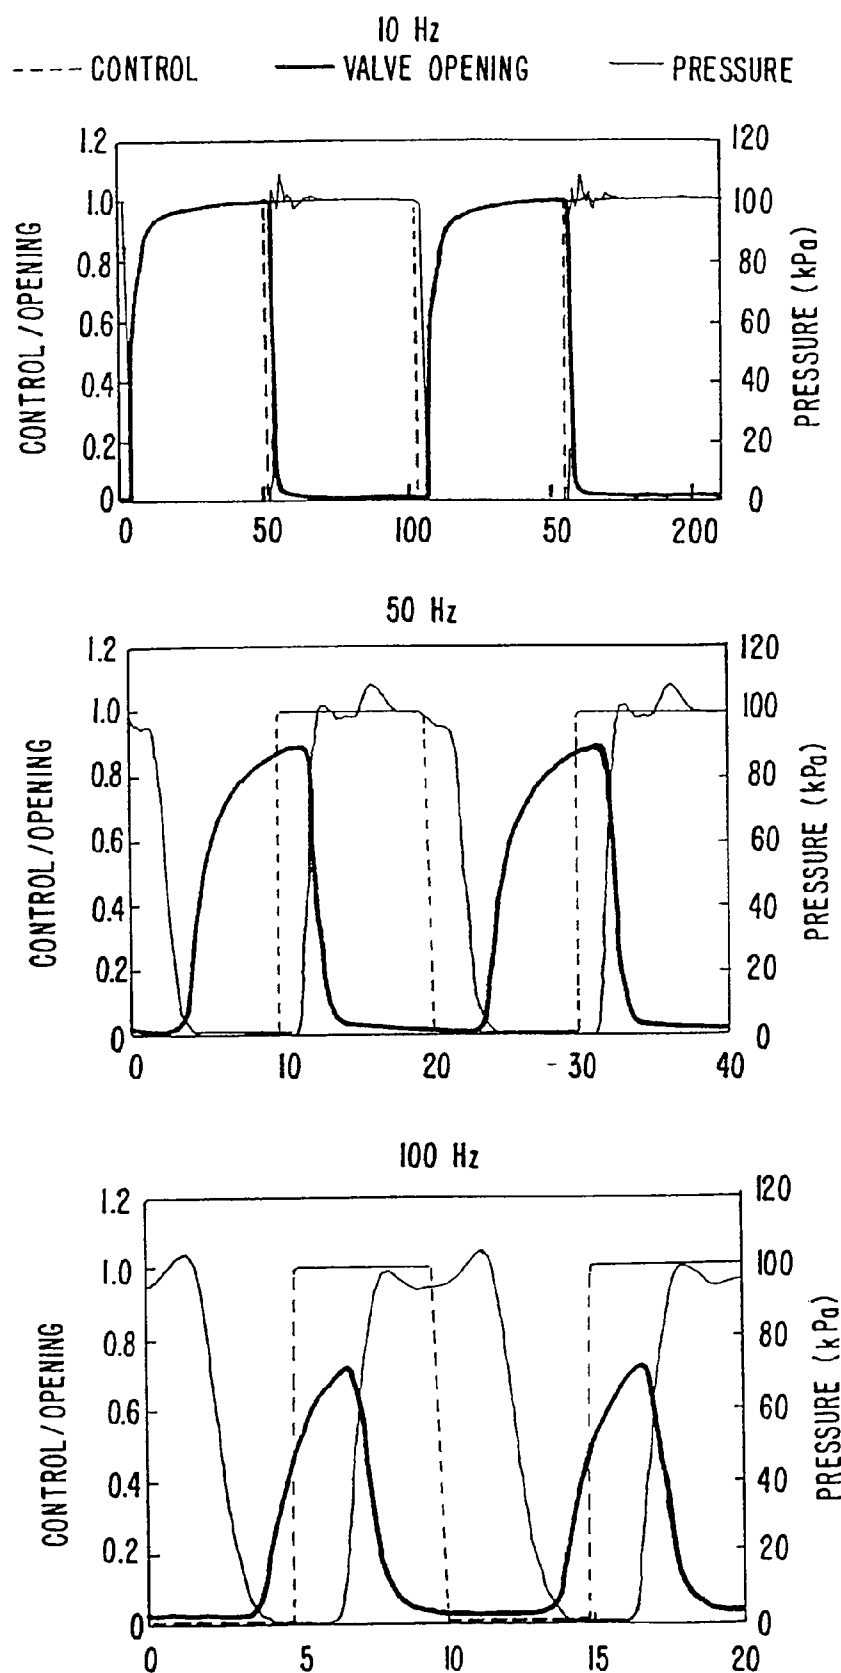 10 Hz
CONTROL VALVE OPENING PRESSURE
1.2 120
1.0 100
0.8 80
0.6 60
0.4 40
0.2 20
0 0
CONTROL/OPENING
PRESSURE (kPa)
0 50 100 50 200
50 Hz
1.2 120
1.0 100
0.8 80
0.6 60
0.4 40
0.2 20
0 0
CONTROL/OPENING
PRESSURE (kPa)
0 10 20 -30 40
100 Hz
1.2 120
1.0 100
0.8 80
0.6 60
0.4 40
0.2 20
0 0
CONTROL/OPENING
PRESSURE (kPa)
0 5 10 15 20